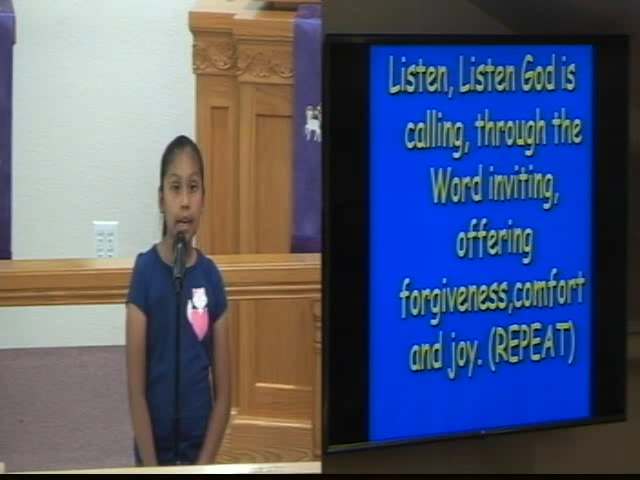 Listen, Listen God is
calling, through the
Word inviting,
offering
forgiveness,comfort
and joy. (REPEAT)